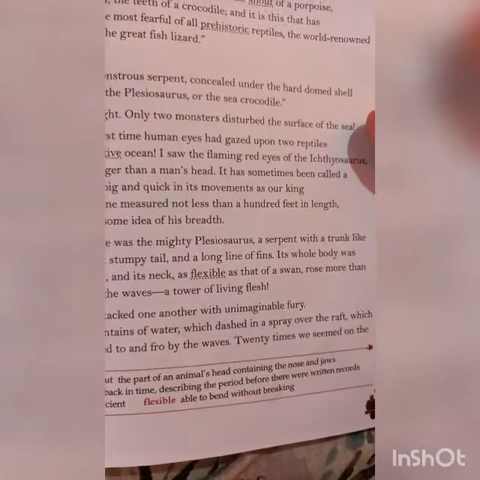 the teeth of a crocodile; and it is this that has
e most fearful of all prehistoric reptiles, the world-renowned
he great fish lizard."
nstrous serpent, concealed under the hard domed shell
the Plesiosaurus, or the sea crocodile."
ght. Only two monsters disturbed the surface of the sea!
st time human eyes had gazed upon two reptiles
ive ocean! I saw the flaming red eyes of the Ichthyosaurus,
ger than a man's head. It has sometimes been called a
big and quick in its movements as our king
ne measured not less than a hundred feet in length,
ome idea of his breadth.
e was the mighty Plesiosaurus, a serpent with a trunk like
stumpy tail, and a long line of fins. Its whole body was
, and its neck, as flexible as that of a swan, rose more than
he waves—a tower of living flesh!
acked one another with unimaginable fury.
ntains of water, which dashed in a spray over the raft, which
d to and fro by the waves. Twenty times we seemed on the
ut the part of an animal's head containing the nose and jaws
back in time, describing the period before there were written records
cient flexible able to bend without breaking
InShOt